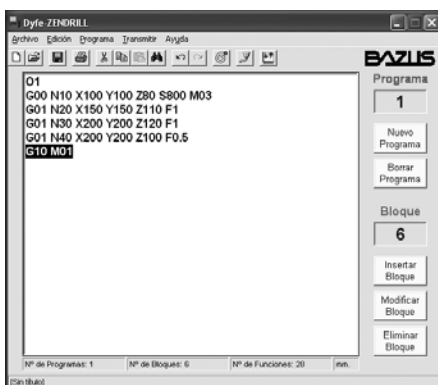 Dyfe-ZENDRILL
Archivo Edición Programa Transmitir Ayuda
BAZUS
Programa
1
O1
G00 N10 X100 Y100 Z80 S800 M03
G01 N20 X150 Y150 Z110 F1
G01 N30 X200 Y200 Z120 F1
G01 N40 X200 Y200 Z100 F0.5
G10 M01
Nuevo
Programa
Borrar
Programa
Bloque
6
Insertar
Bloque
Modificar
Bloque
Eliminar
Bloque
Nº de Programas: 1 Nº de Bloques: 6 Nº de Funciones: 28 mm.
[Sin título]